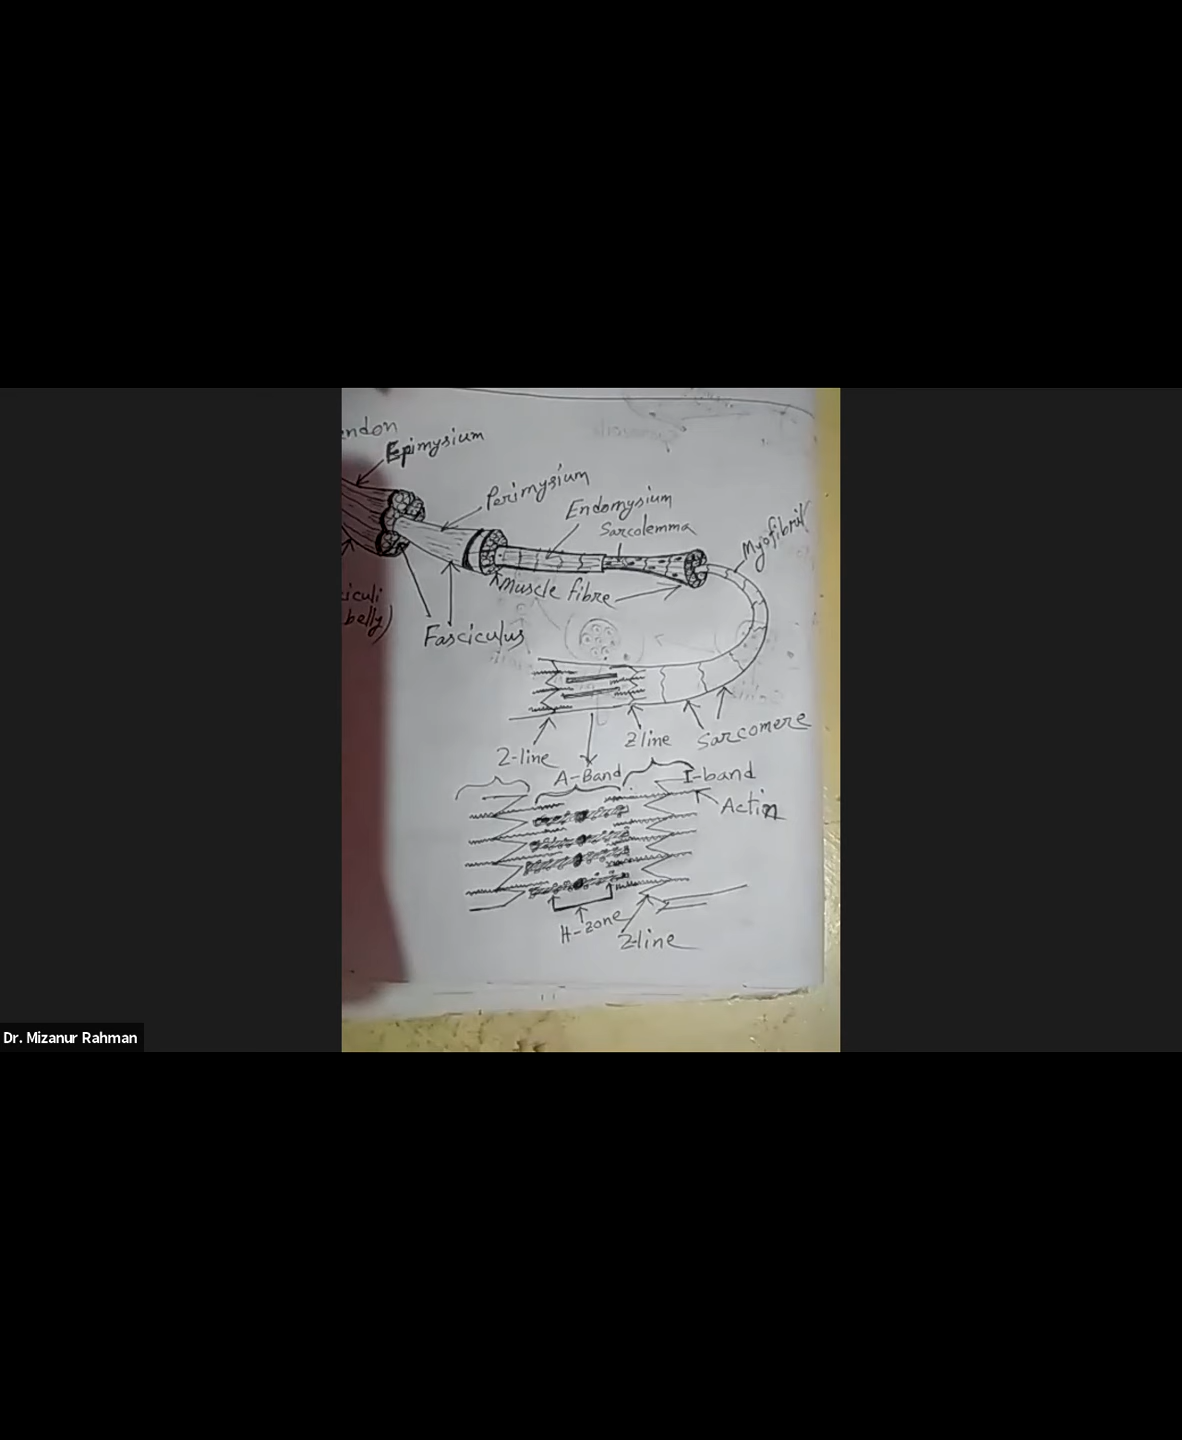 endon
Epimysium
Perimysium
Endomysium
Sarcolemma
Myofibril
Muscle fibre
iculi
belly)
Fasciculus
Z-line
Z line
Sarcomere
A-Band
I-band
Actin
H-zone
Z-line
Dr. Mizanur Rahman